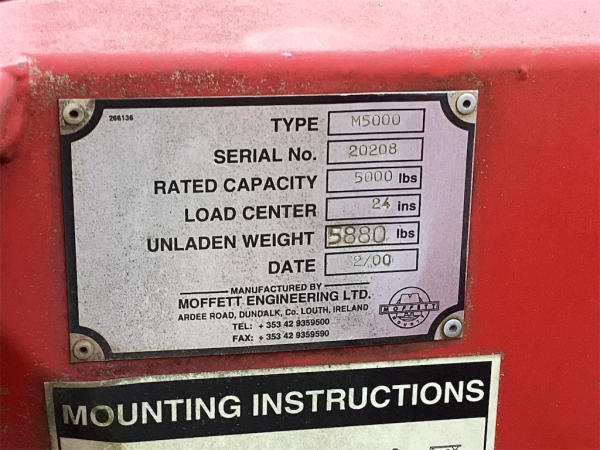 266136
TYPE M5000
SERIAL No. 20208
RATED CAPACITY 5000 lbs
LOAD CENTER 24 ins
UNLADEN WEIGHT 5880 lbs
DATE 2/00
MANUFACTURED BY
MOFFETT ENGINEERING LTD.
ARDEE ROAD, DUNDALK, Co. LOUTH, IRELAND
TEL: + 353 42 9359500
FAX: + 353 42 9359590
MOFFETT
MOUNTING INSTRUCTIONS